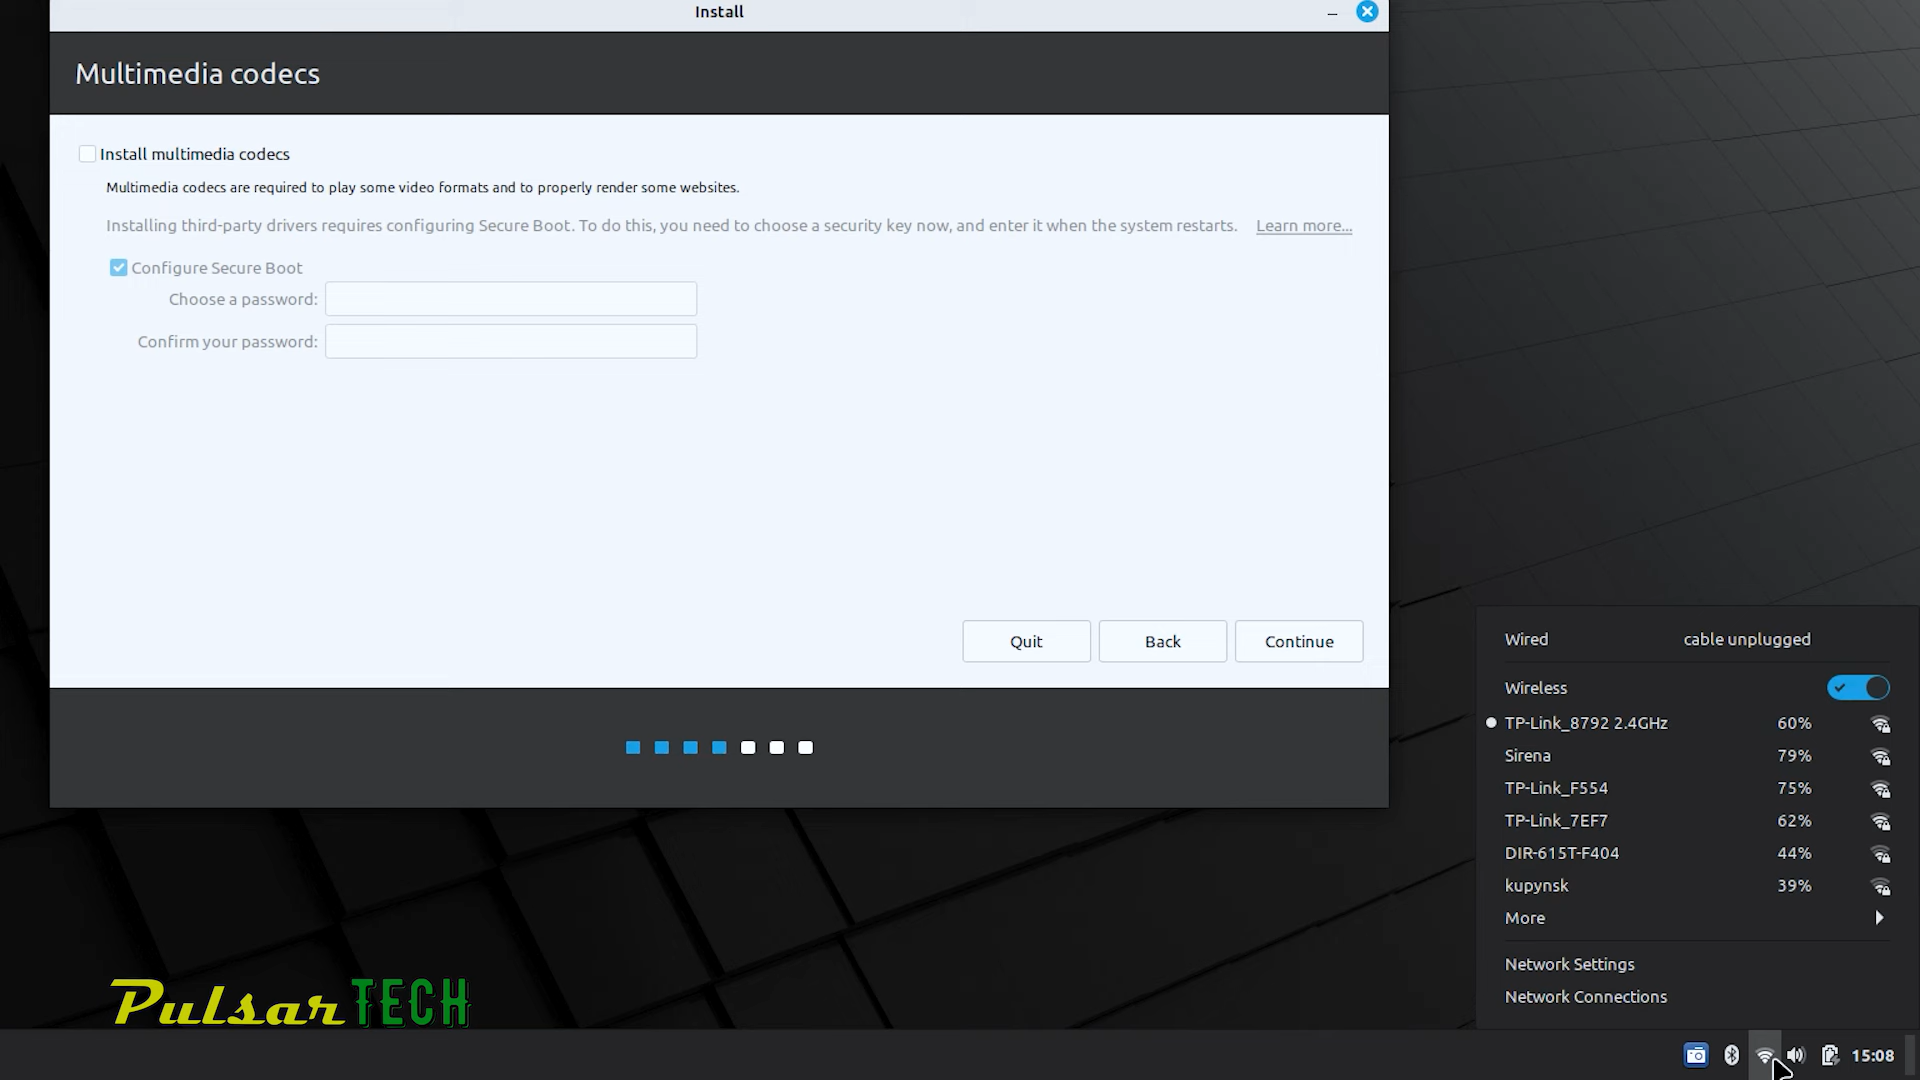 Install
Multimedia codecs
Install multimedia codecs
Multimedia codecs are required to play some video formats and to properly render some websites.
Installing third-party drivers requires configuring Secure Boot. To do this, you need to choose a security key now, and enter it when the system restarts. Learn more...
Configure Secure Boot
Choose a password:
Confirm your password:
Quit Back Continue
Wired cable unplugged
Wireless
TP-Link_8792 2.4GHz 60%
Sirena 79%
TP-Link_F554 75%
TP-Link_7EF7 62%
DIR-615T-F404 44%
kupynsk 39%
More
Network Settings
Network Connections
PulsarTECH
15:08